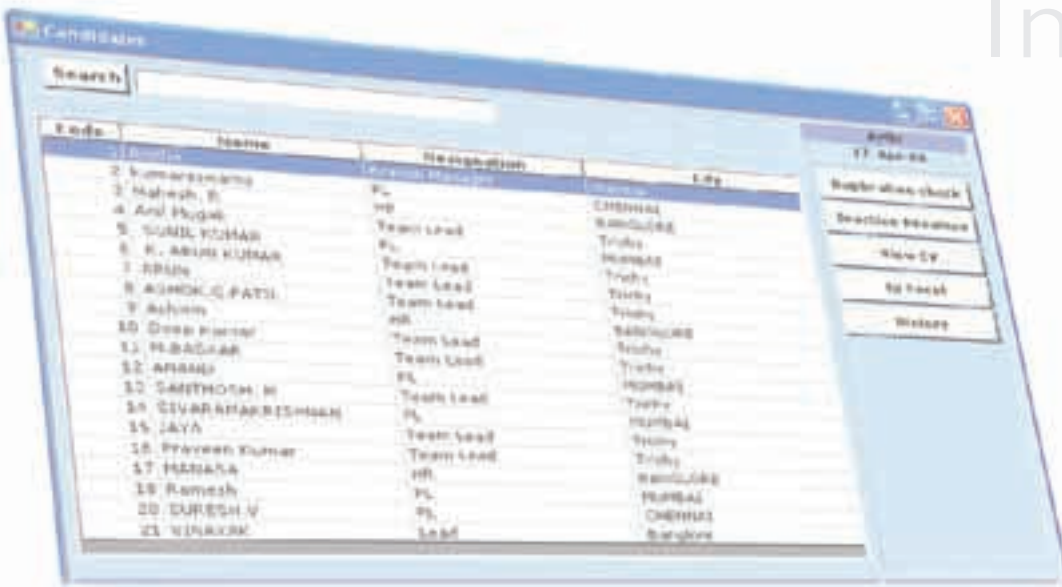 In
Candidates
Search
Code Name Designation City
1 Manager
2 Kumaraswamy PL CHENNAI
3 Mahesh. R HR BANGLORE
4 Anil Team Lead Trichy
5 SUNIL KUMAR PL MUMBAI
6 K. ARUN KUMAR Team Lead Trichy
7 ARUN Team Lead Trichy
8 ASHOK.G.PATIL Team Lead Trichy
9 Ashwin HR BANGLORE
10 Deep Kumar Team Lead Trichy
11 M.BASKAR Team Lead Trichy
12 ANAND PL MUMBAI
13 SANTHOSH. M Team Lead Trichy
14 SIVARAMAKRISHNAN PL MUMBAI
15 JAYA Team Lead Trichy
16 Praveen Kumar Team Lead Trichy
17 MANASA HR BANGLORE
18 Ramesh PL MUMBAI
20 SURESH.V PL CHENNAI
21 VINAYAK Lead Banglore
Duplication Check
Inactive Resumes
View CV
To Excel
History